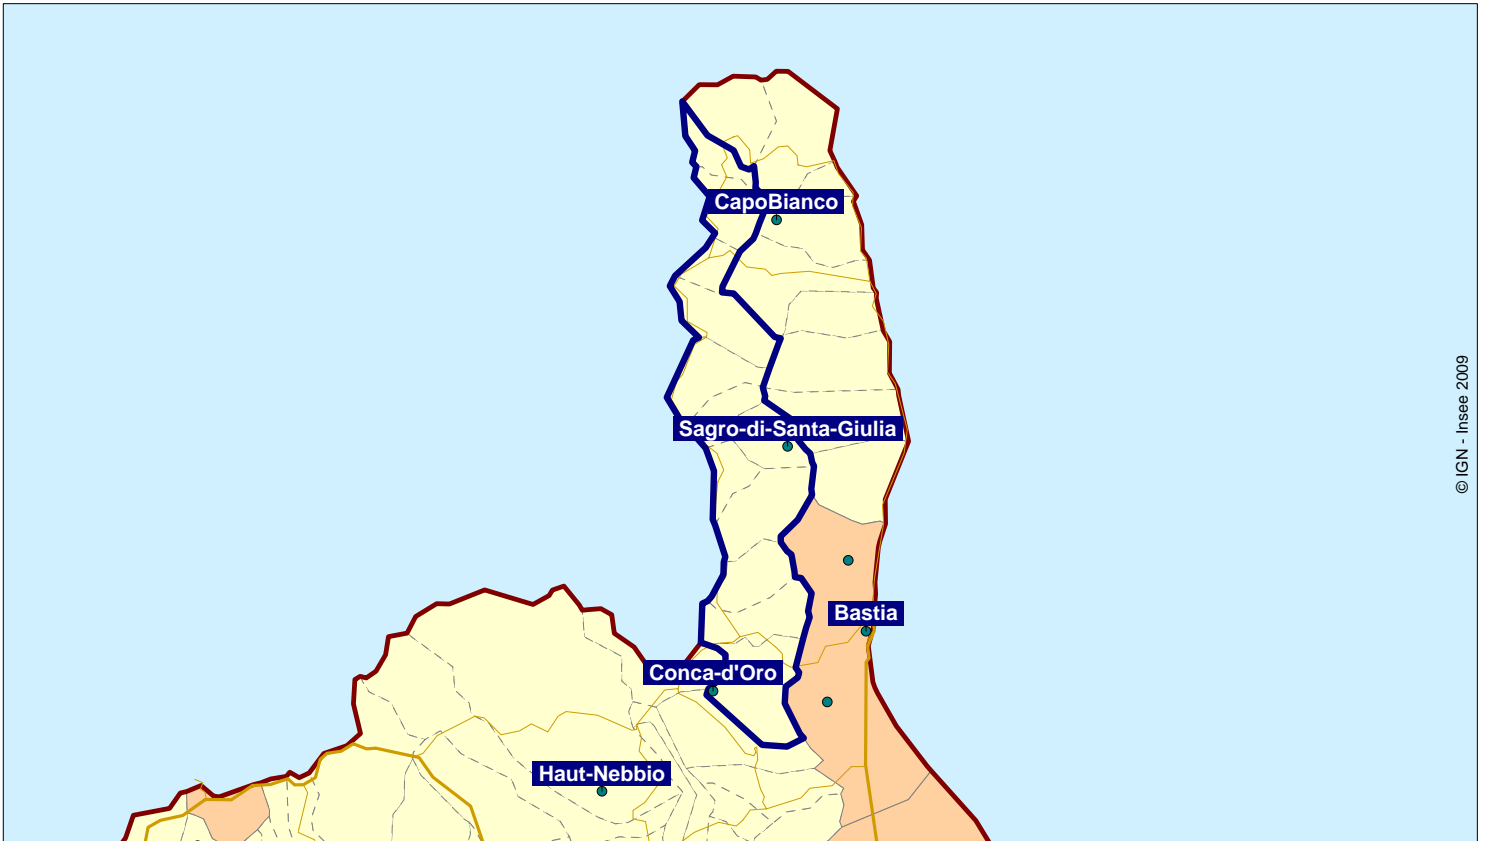 CapoBianco
© IGN - Insee 2009
Sagro-di-Santa-Giulia
Bastia
Conca-d'Oro
Haut-Nebbio